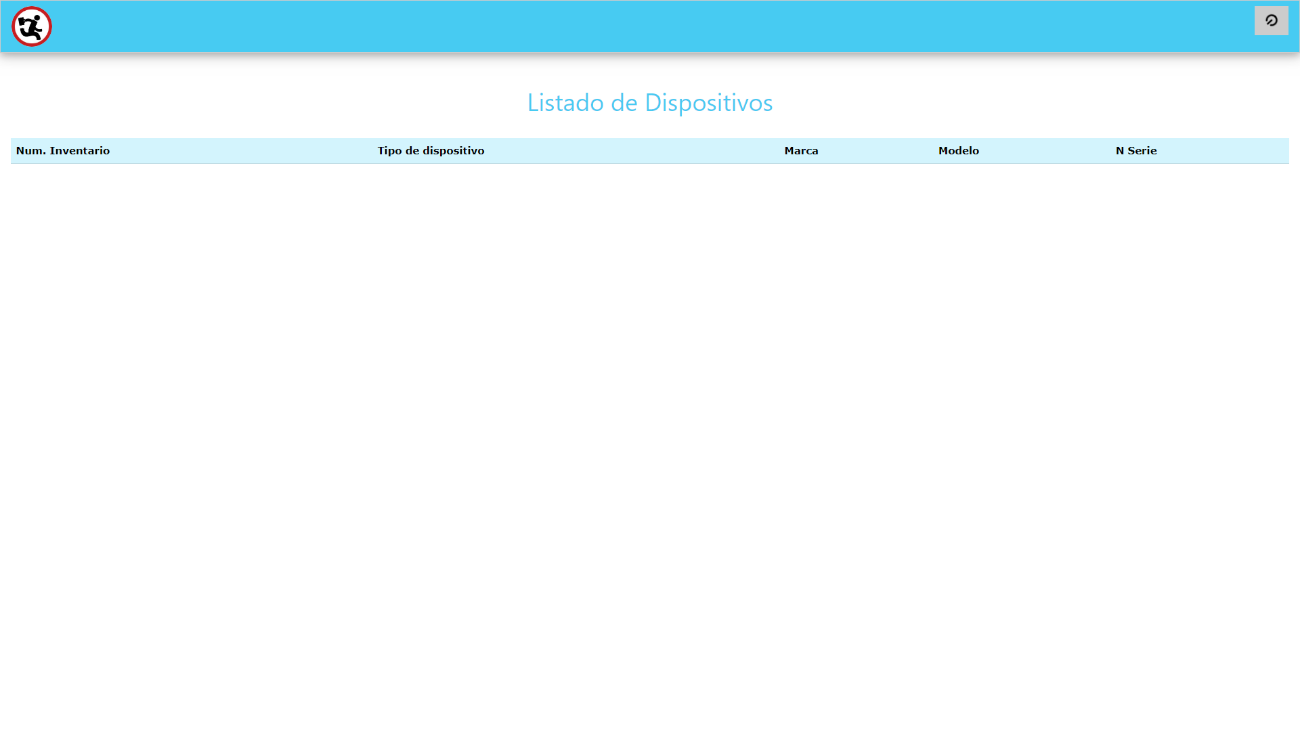 Listado de Dispositivos
Num. Inventario Tipo de dispositivo Marca Modelo N Serie